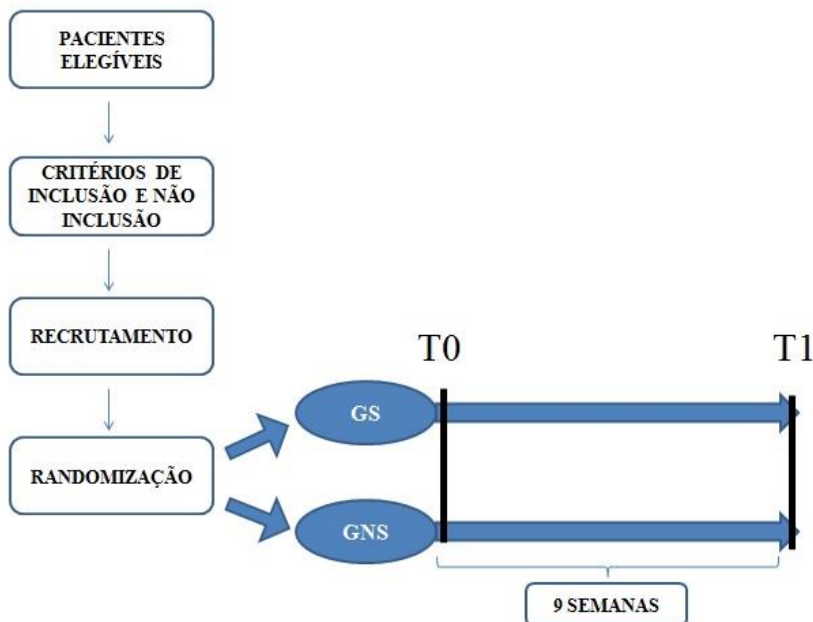 PACIENTES
ELEGÍVEIS
CRITÉRIOS DE
INCLUSÃO E NÃO
INCLUSÃO
RECRUTAMENTO
RANDOMIZAÇÃO
T0
T1
GS
GNS
9 SEMANAS